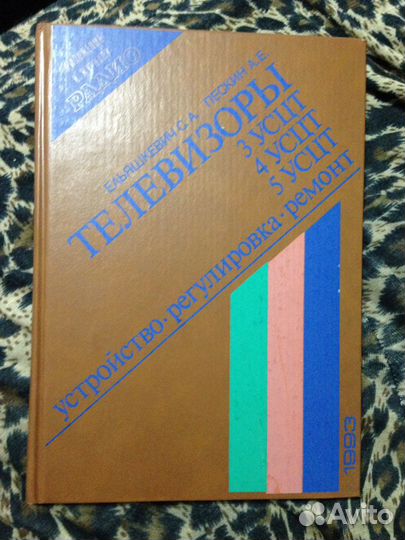 РАДИО
ЕЛЬЯШКЕВИЧ С.А. ПЕСКИН А.Е.
ТЕЛЕВИЗОРЫ
3 УСЦТ
4 УСЦТ
5 УСЦТ
устройство·регулировка·ремонт
1993
Avito